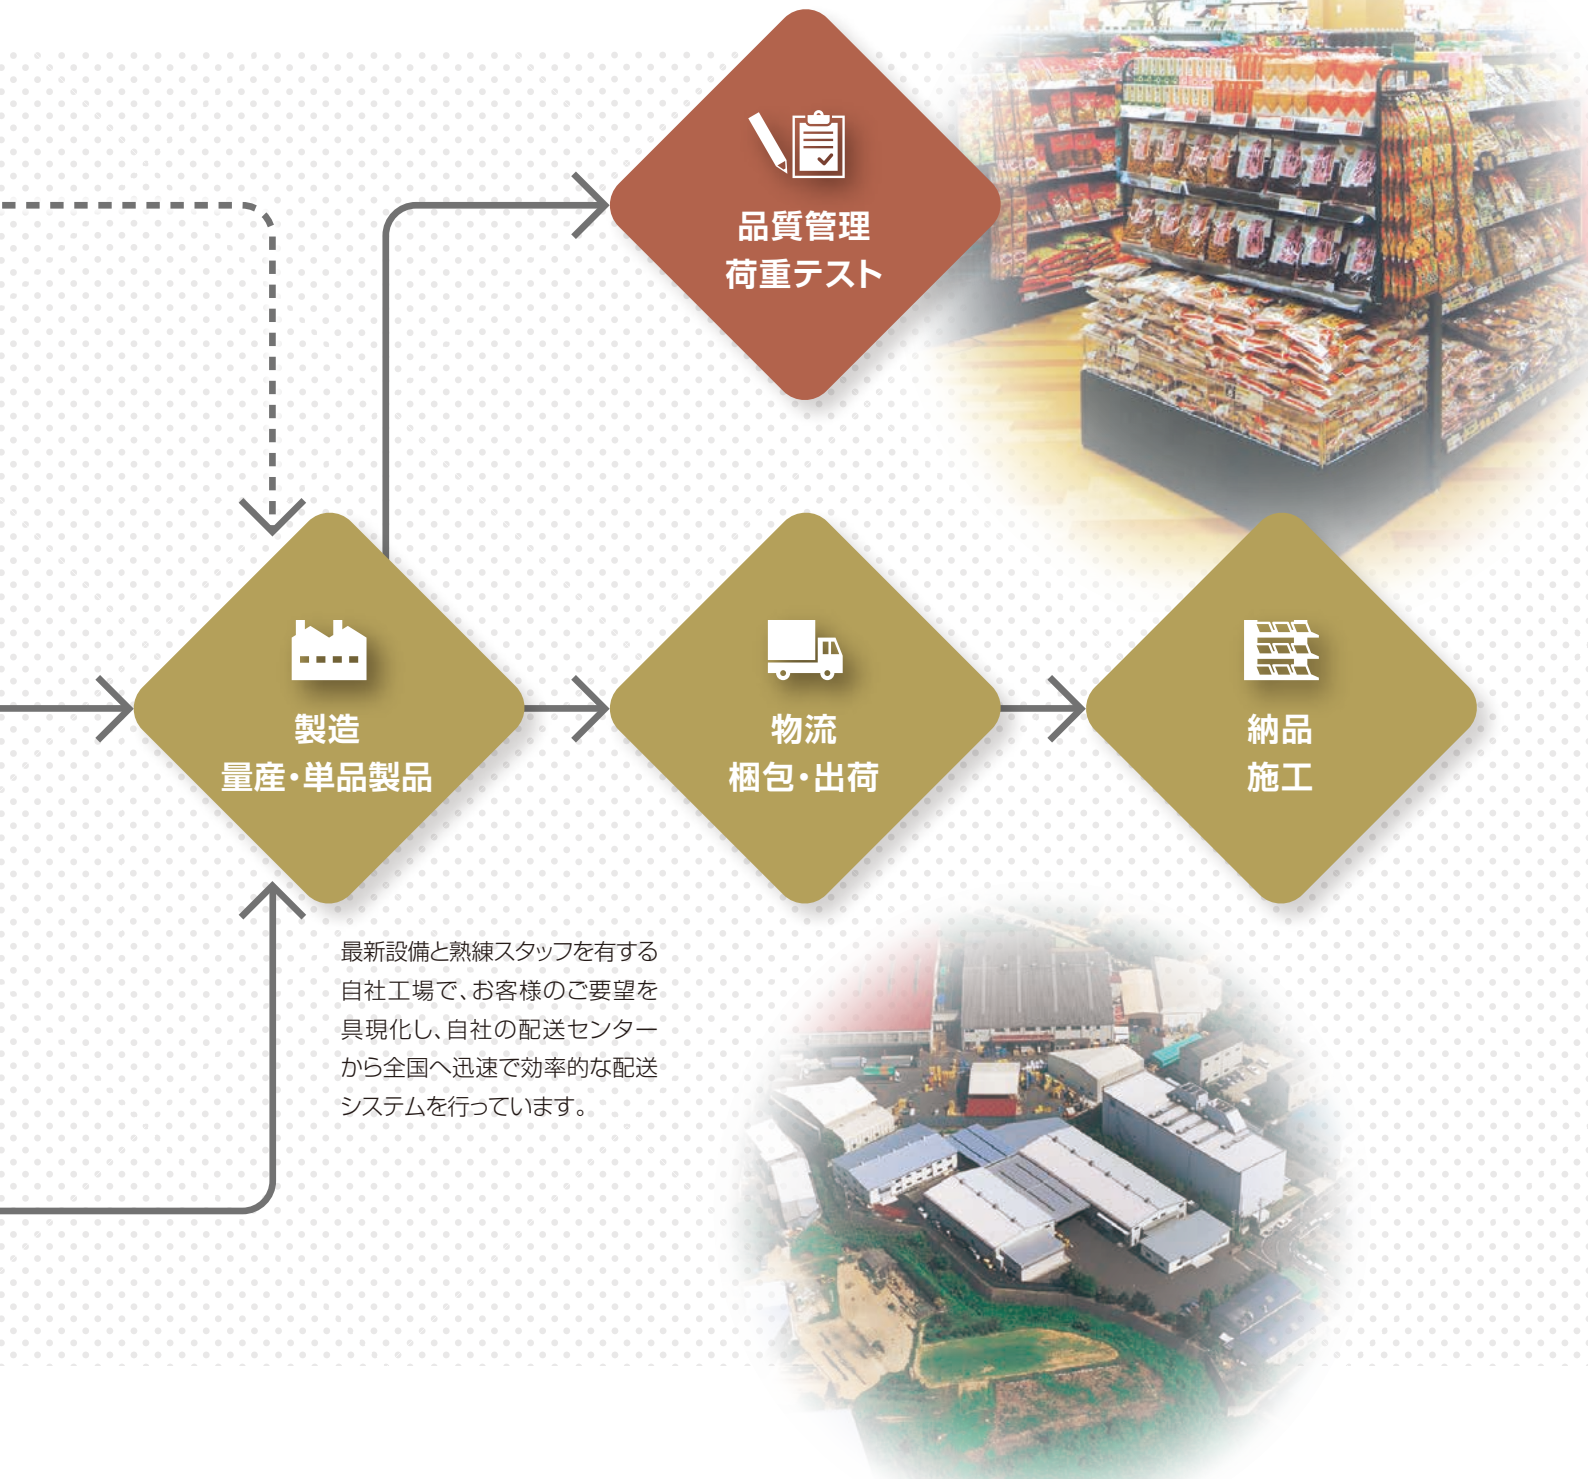 品質管理
荷重テスト
製造
量産・単品製品
物流
梱包・出荷
納品
施工
最新設備と熟練スタッフを有する
自社工場で、お客様のご要望を
具現化し、自社の配送センター
から全国へ迅速で効率的な配送
システムを行っています。